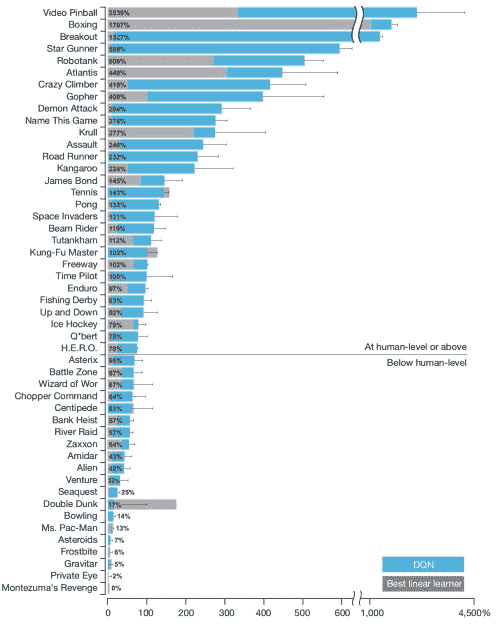 Video Pinball 2539%
Boxing 1707%
Breakout 1327%
Star Gunner 598%
Robotank 508%
Atlantis 449%
Crazy Climber 419%
Gopher 400%
Demon Attack 294%
Name This Game 278%
Krull 277%
Assault 246%
Road Runner 232%
Kangaroo 224%
James Bond 145%
Tennis 143%
Pong 132%
Space Invaders 121%
Beam Rider 119%
Tutankham 112%
Kung-Fu Master 102%
Freeway 102%
Time Pilot 100%
Enduro 97%
Fishing Derby 93%
Up and Down 92%
Ice Hockey 79%
Q*bert 78%
H.E.R.O. 76%
At human-level or above
Below human-level
Asterix 69%
Battle Zone 67%
Wizard of Wor 67%
Chopper Command 64%
Centipede 62%
Bank Heist 57%
River Raid 57%
Zaxxon 54%
Amidar 43%
Alien 42%
Venture 32%
Seaquest 25%
Double Dunk 17%
Bowling 14%
Ms. Pac-Man 13%
Asteroids 7%
Frostbite 6%
Gravitar 5%
Private Eye 2%
Montezuma's Revenge 0%
DQN
Best linear learner
0 100 200 300 400 500 600 1,000 4,500%